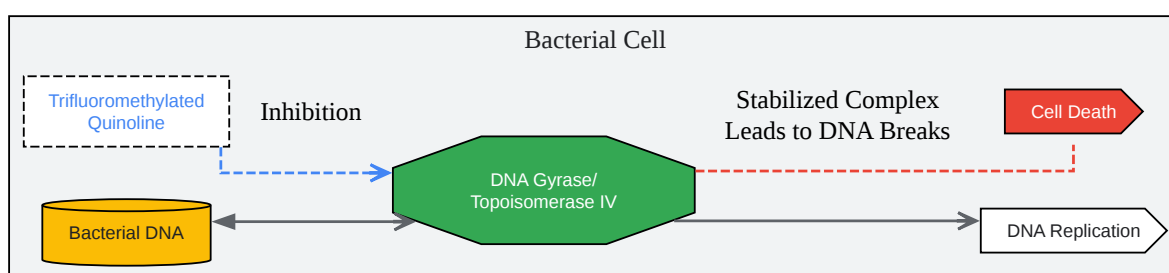 Bacterial Cell
Trifluoromethylated
Quinoline
Inhibition
Stabilized Complex
Leads to DNA Breaks
Cell Death
DNA Gyrase/
Topoisomerase IV
Bacterial DNA
DNA Replication